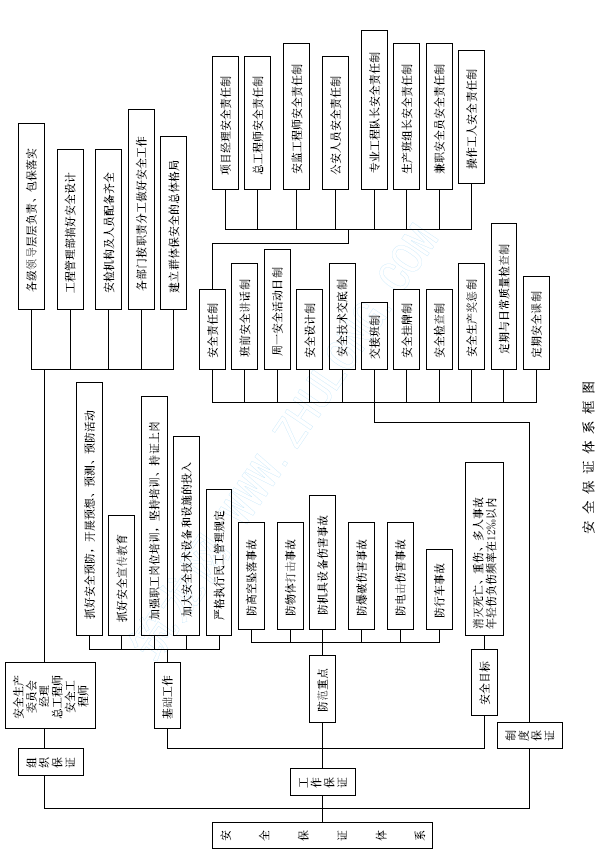 安全保证体系框图
安全保证体系
组织
保证
安全生产
委员会
经理
总工程师
安全工
程师
各级领导层层负责、包保落实
工程管理部搞好安全设计
安检机构及人员配备齐全
各部门按职责分工做好安全工作
建立群体保安全的总体格局
工作
保证
基础工作
抓好安全预防，开展预想、预测、预防活动
抓好安全宣传教育
加强职工岗位培训，坚持培训、持证上岗
加大安全技术设备和设施的投入
严格执行民工管理规定
防范重点
防高空坠落事故
防物体打击事故
防机具设备伤害事故
防爆破伤害事故
防电击伤害事故
防行车事故
安全目标
消灭死亡、重伤、多人事故
年轻伤负伤频率在12‰以内
制度
保证
安全责任制
班前安全讲话制
周一安全活动日制
安全设计制
安全技术交底制
交接班制
安全挂牌制
安全检查制
安全生产奖惩制
定期与日常质量检查制
定期安全课制
项目经理安全责任制
总工程师安全责任制
安监工程师安全责任制
公安人员安全责任制
专业工程队长安全责任制
生产班组长安全责任制
兼职安全员安全责任制
操作工人安全责任制